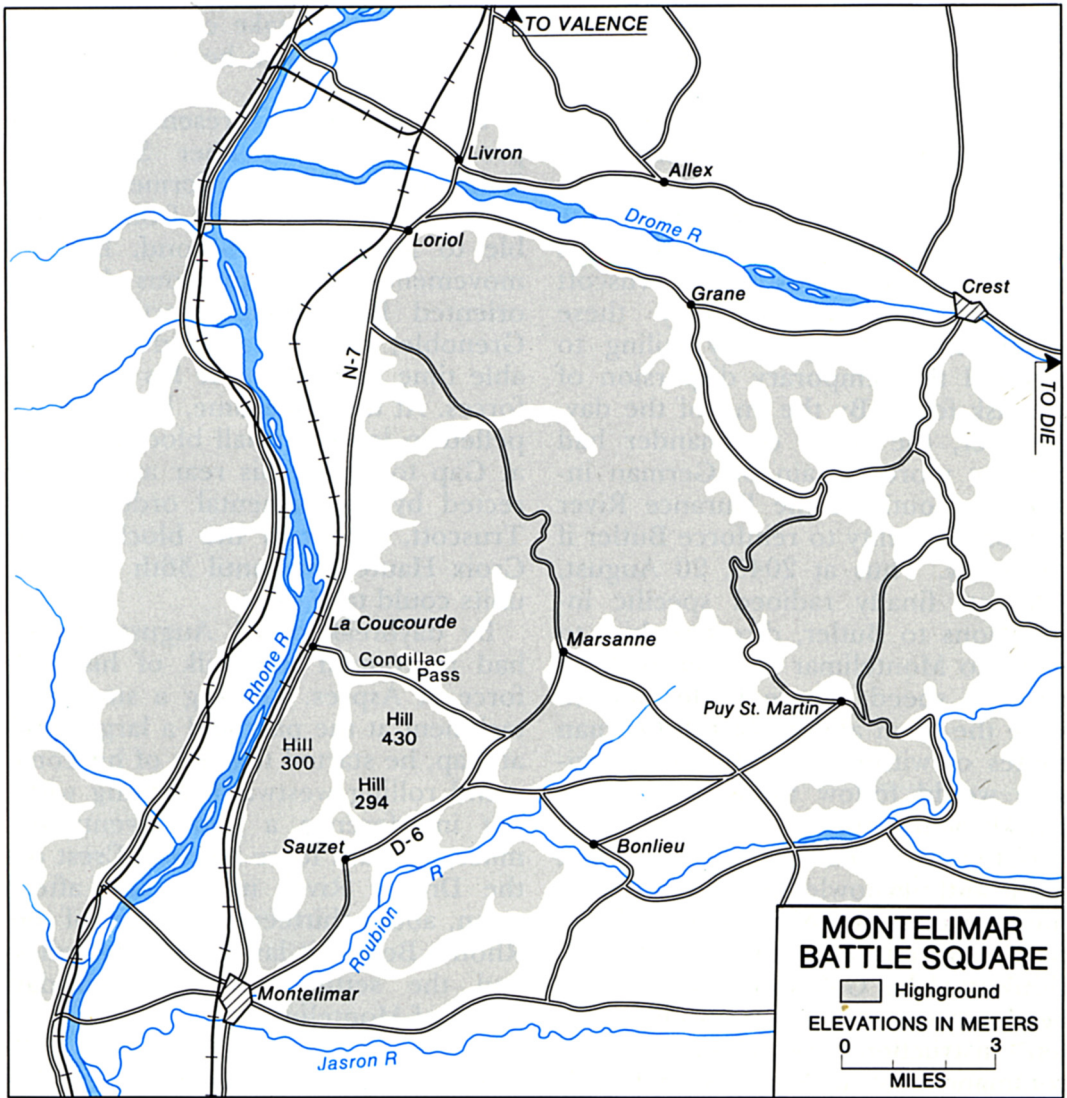 TO VALENCE
Livron
Allex
Drome R
Loriol
Crest
Grane
N-7
TO DIE
La Coucourde
Marsanne
Condillac
Pass
Rhone R
Puy St. Martin
Hill
430
Hill
300
Hill
294
Sauzet
D-6
Bonlieu
Roubion R
Montelimar
Jasron R
MONTELIMAR
BATTLE SQUARE
Highground
ELEVATIONS IN METERS
0 3
MILES